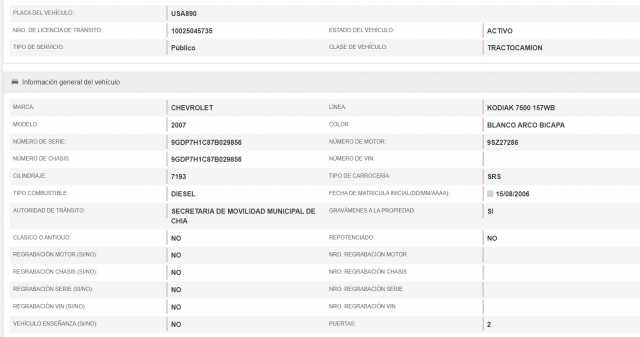 PLACA DEL VEHÍCULO: USA890
NRO. DE LICENCIA DE TRÁNSITO: 10025045735 ESTADO DEL VEHÍCULO: ACTIVO
TIPO DE SERVICIO: Público CLASE DE VEHÍCULO: TRACTOCAMION
Información general del vehículo
MARCA: CHEVROLET LÍNEA: KODIAK 7500 157WB
MODELO: 2007 COLOR: BLANCO ARCO BICAPA
NÚMERO DE SERIE: 9GDP7H1C87B029856 NÚMERO DE MOTOR: 9SZ27286
NÚMERO DE CHASIS: 9GDP7H1C87B029856 NÚMERO DE VIN:
CILINDRAJE: 7193 TIPO DE CARROCERÍA: SRS
TIPO COMBUSTIBLE: DIESEL FECHA DE MATRICULA INICIAL(DD/MM/AAAA): 15/08/2006
AUTORIDAD DE TRÁNSITO: SECRETARIA DE MOVILIDAD MUNICIPAL DE GRAVÁMENES A LA PROPIEDAD: SI
CHIA
CLASICO O ANTIGUO: NO REPOTENCIADO: NO
REGRABACIÓN MOTOR (SI/NO): NO NRO. REGRABACIÓN MOTOR
REGRABACIÓN CHASIS (SI/NO): NO NRO. REGRABACIÓN CHASIS
REGRABACIÓN SERIE (SI/NO): NO NRO. REGRABACIÓN SERIE
REGRABACIÓN VIN (SI/NO): NO NRO. REGRABACIÓN VIN
VEHÍCULO ENSEÑANZA (SI/NO): NO PUERTAS: 2